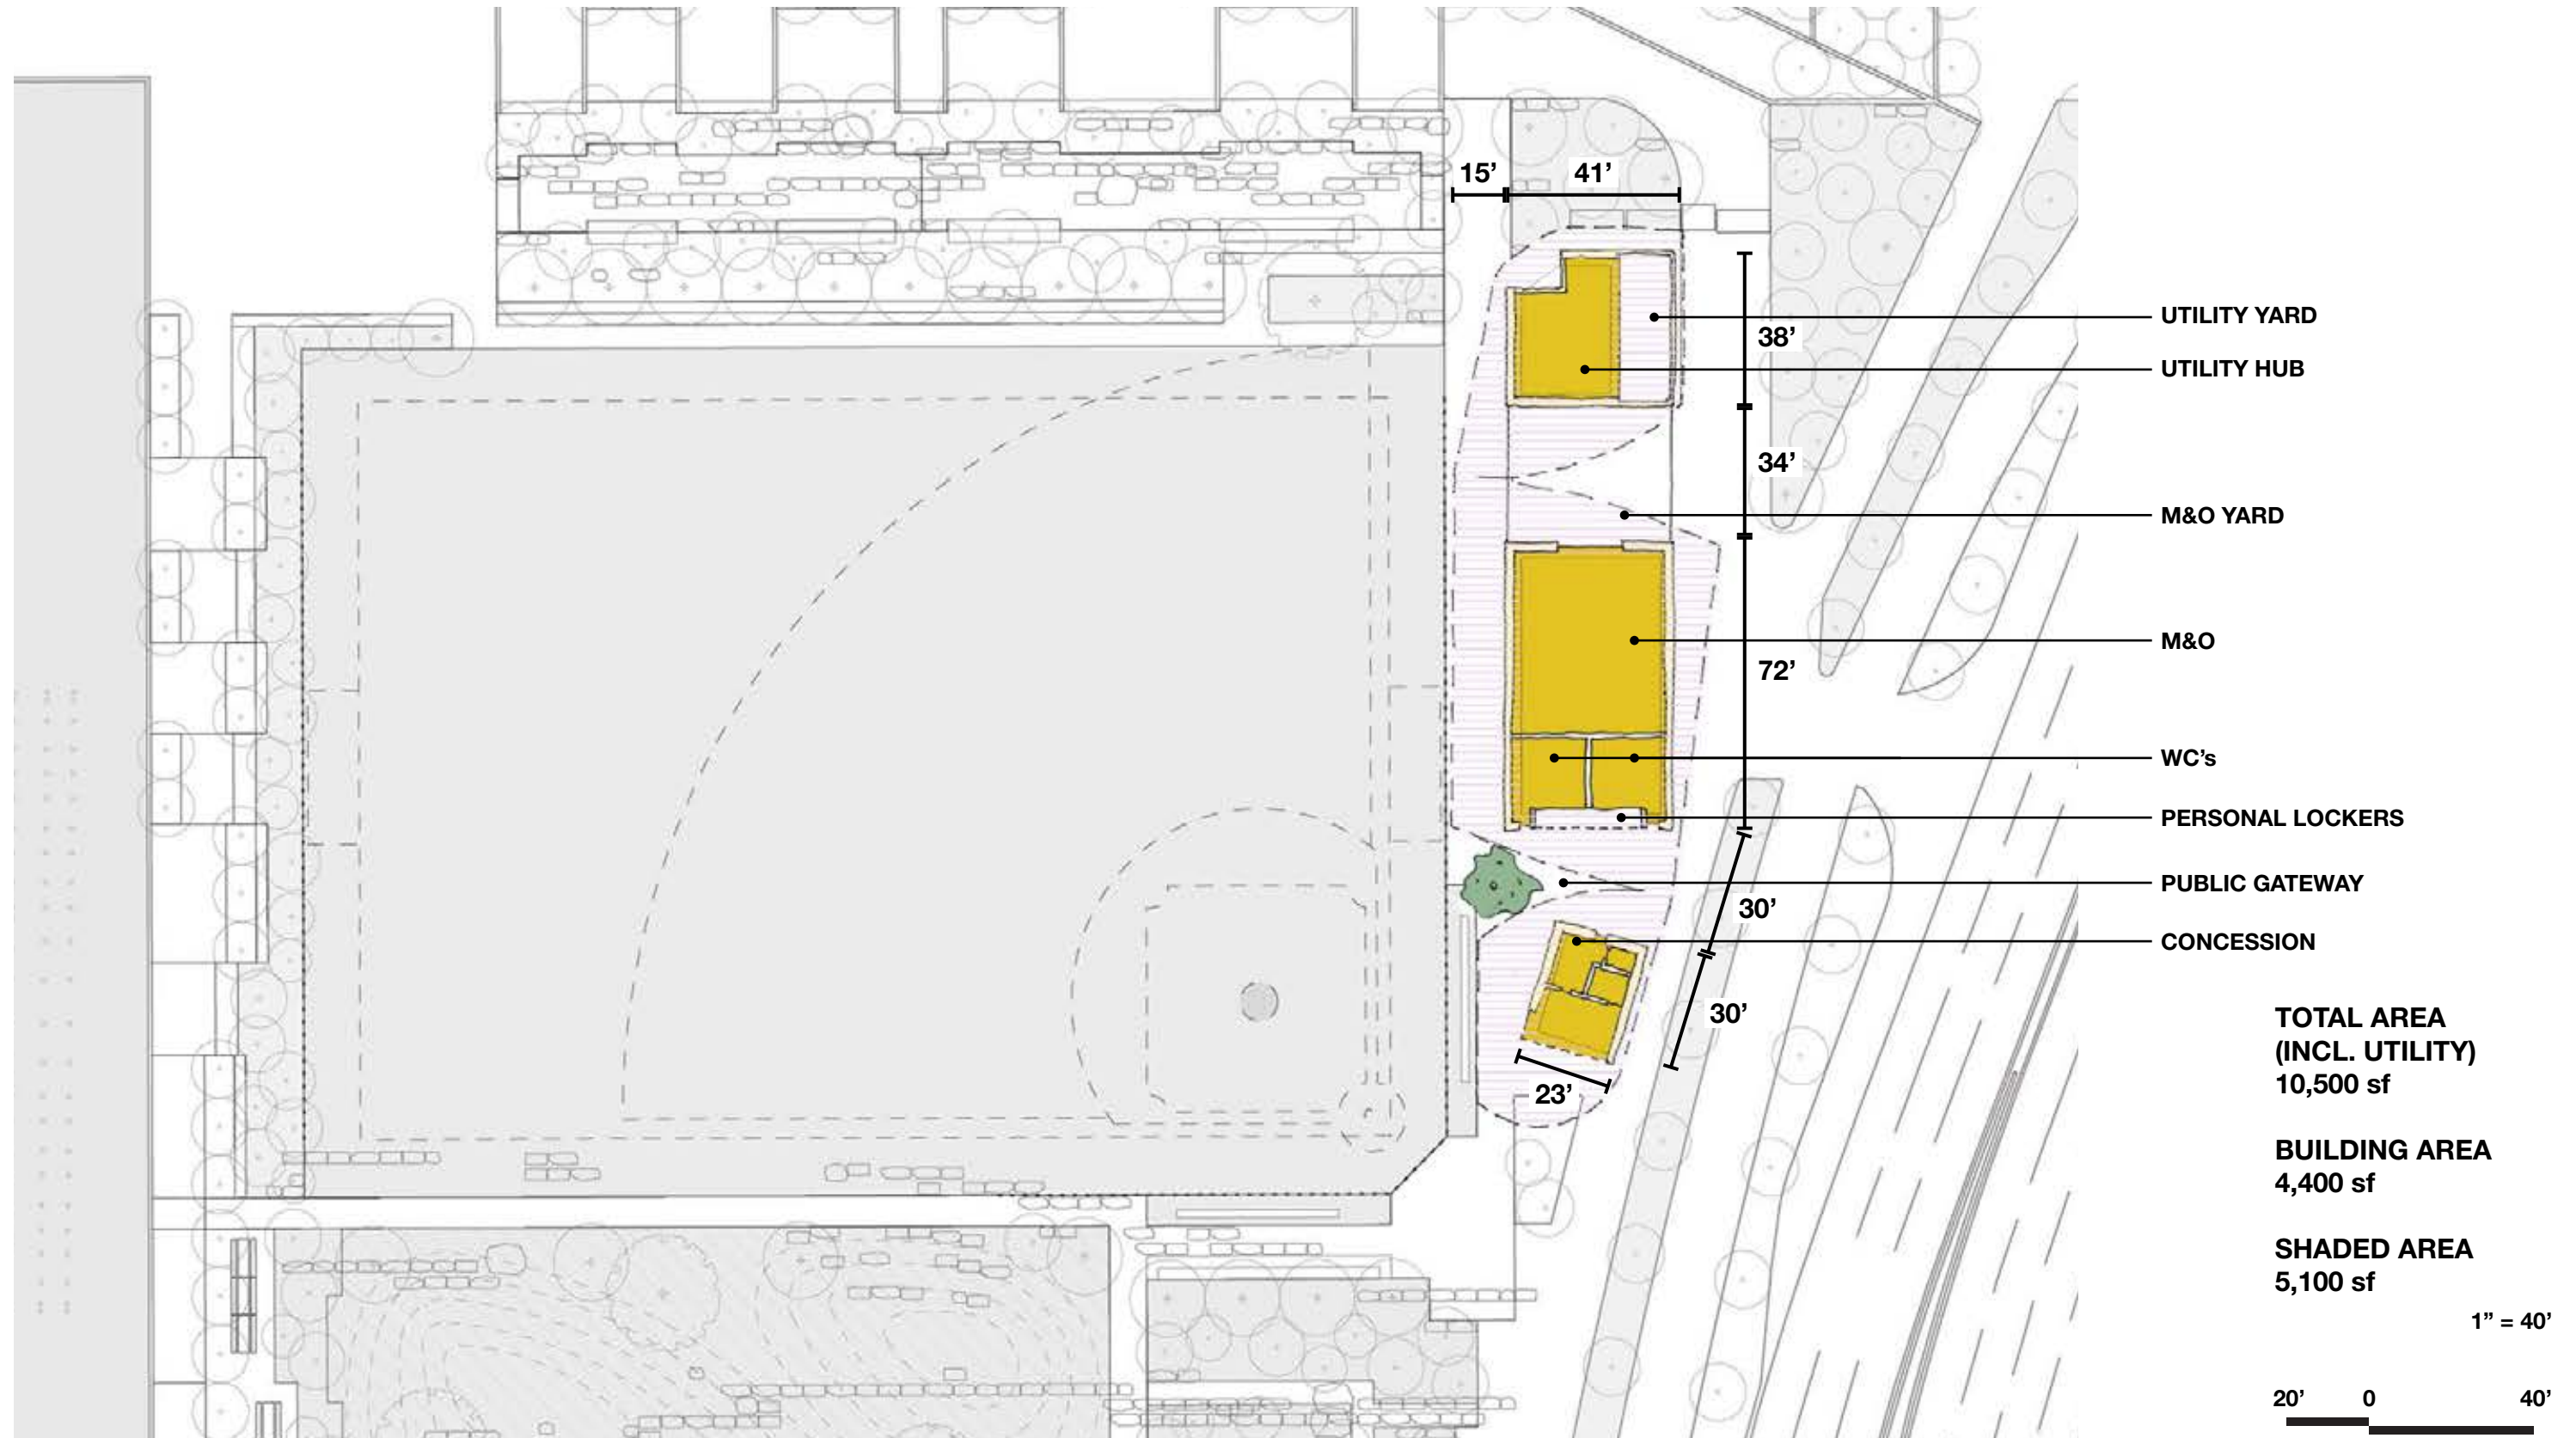 15’
41’
38’
34’
72’
30’
30’
23’
UTILITY YARD
UTILITY HUB
M&O YARD
M&O
WC’s
PERSONAL LOCKERS
PUBLIC GATEWAY
CONCESSION
TOTAL AREA
(INCL. UTILITY)
10,500 sf
BUILDING AREA
4,400 sf
SHADED AREA
5,100 sf
1” = 40’
20’ 0 40’